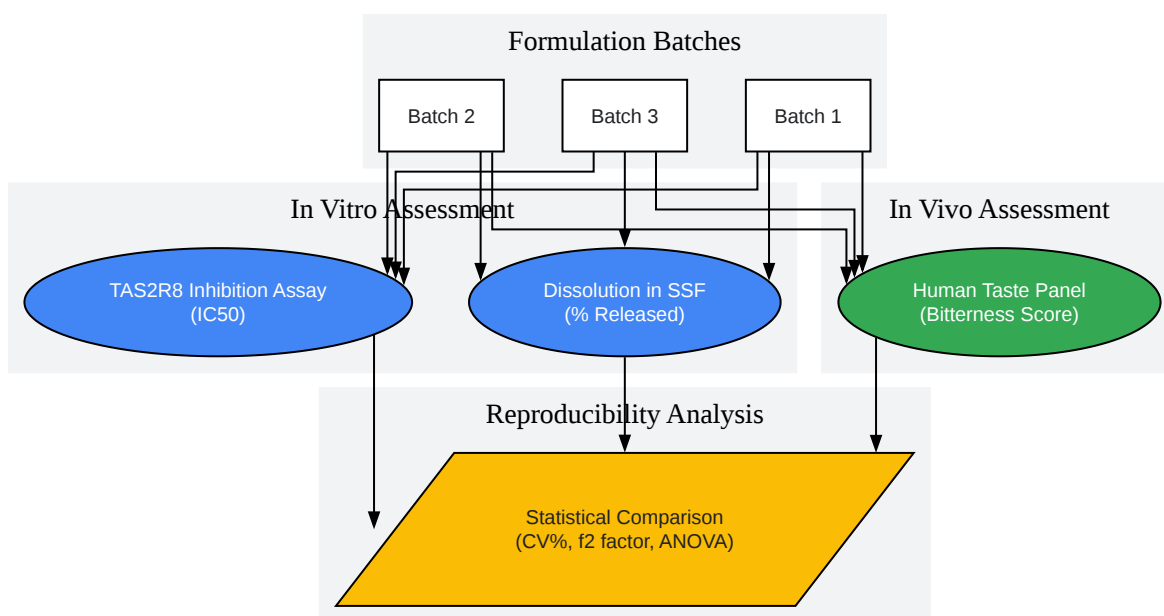 Formulation Batches
Batch 2
Batch 3
Batch 1
In Vitro Assessment
In Vivo Assessment
TAS2R8 Inhibition Assay
(IC50)
Dissolution in SSF
(% Released)
Human Taste Panel
(Bitterness Score)
Reproducibility Analysis
Statistical Comparison
(CV%, f2 factor, ANOVA)